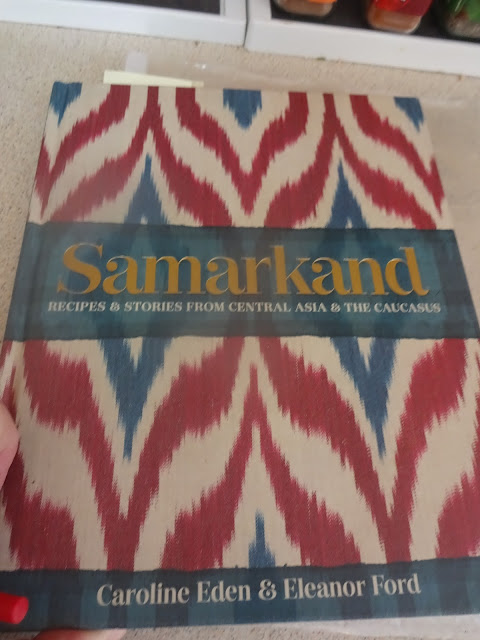 Samarkand
RECIPES & STORIES FROM CENTRAL ASIA & THE CAUCASUS
Caroline Eden & Eleanor Ford